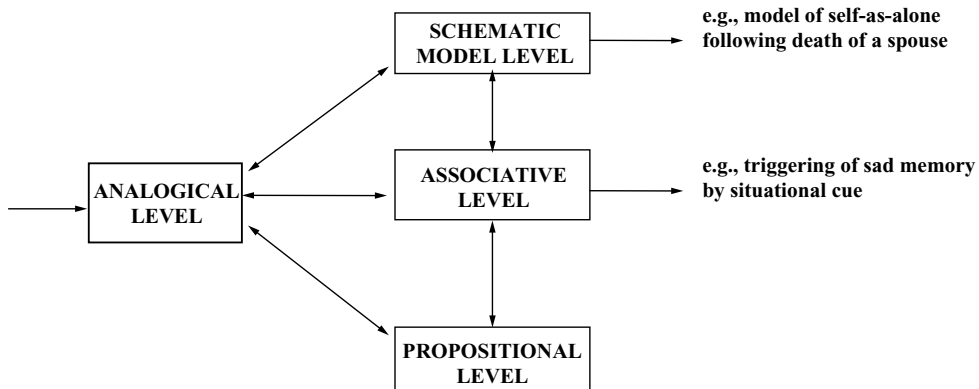 SCHEMATIC
MODEL LEVEL
e.g., model of self-as-alone
following death of a spouse
ANALOGICAL
LEVEL
ASSOCIATIVE
LEVEL
e.g., triggering of sad memory
by situational cue
PROPOSITIONAL
LEVEL